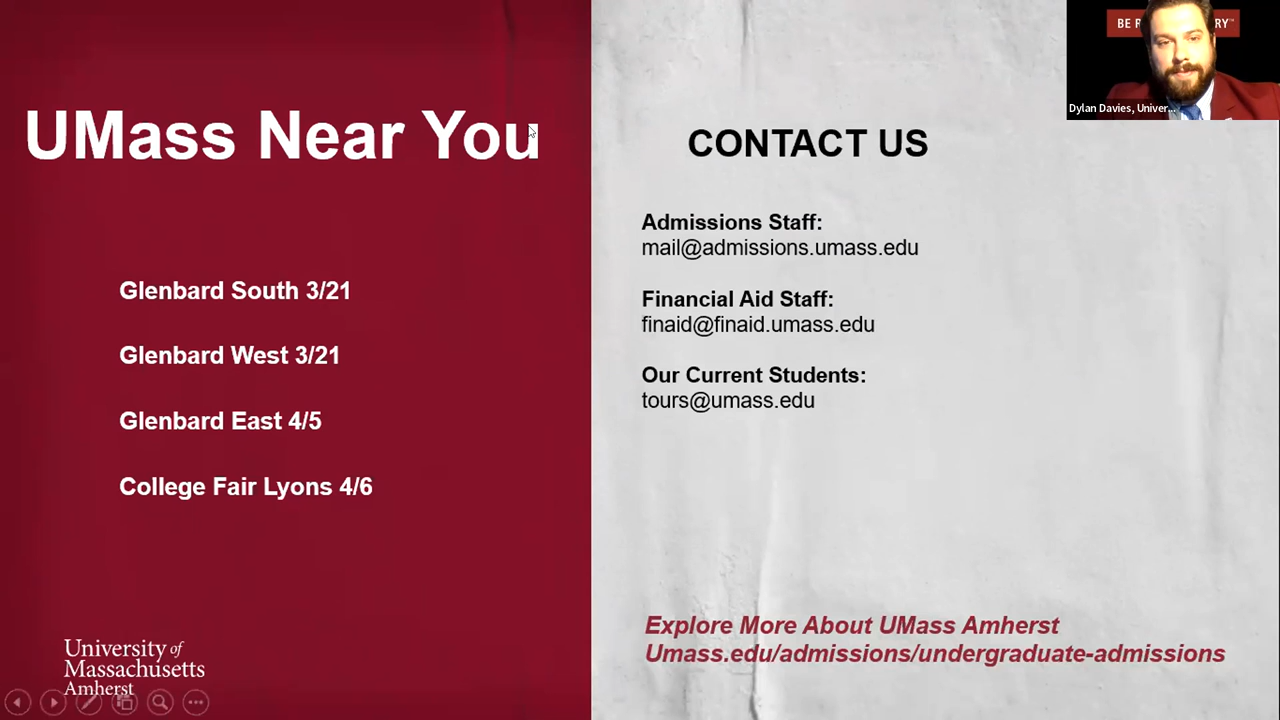 UMass Near You
Glenbard South 3/21
Glenbard West 3/21
Glenbard East 4/5
College Fair Lyons 4/6
University of
Massachusetts
Amherst
CONTACT US
Admissions Staff:
mail@admissions.umass.edu
Financial Aid Staff:
finaid@finaid.umass.edu
Our Current Students:
tours@umass.edu
Explore More About UMass Amherst
Umass.edu/admissions/undergraduate-admissions
BE
Dylan Davies, Univer...